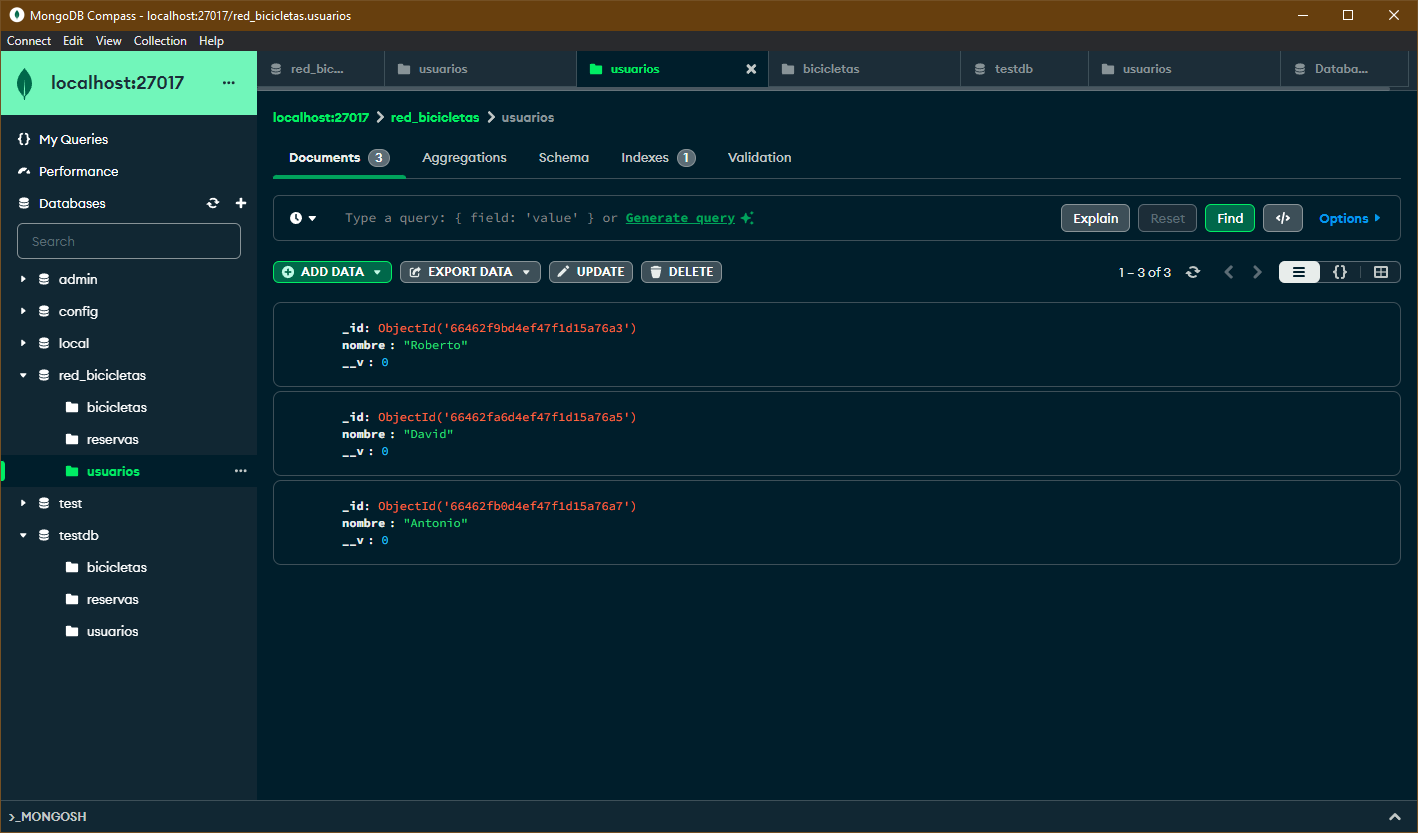 MongoDB Compass - localhost:27017/red_bicicletas.usuarios
Connect Edit View Collection Help
localhost:27017 ...
red_bic... usuarios usuarios bicicletas testdb usuarios Databa...
localhost:27017 > red_bicicletas > usuarios
{} My Queries
Performance
Databases
Search
admin
config
local
red_bicicletas
bicicletas
reservas
usuarios ...
test
testdb
bicicletas
reservas
usuarios
Documents 3 Aggregations Schema Indexes 1 Validation
Type a query: { field: 'value' } or Generate query Explain Reset Find </> Options
ADD DATA EXPORT DATA UPDATE DELETE 1 – 3 of 3 {}
_id: ObjectId('66462f9bd4ef47f1d15a76a3')
nombre : "Roberto"
__v : 0
_id: ObjectId('66462fa6d4ef47f1d15a76a5')
nombre : "David"
__v : 0
_id: ObjectId('66462fb0d4ef47f1d15a76a7')
nombre : "Antonio"
__v : 0
>_MONGOSH